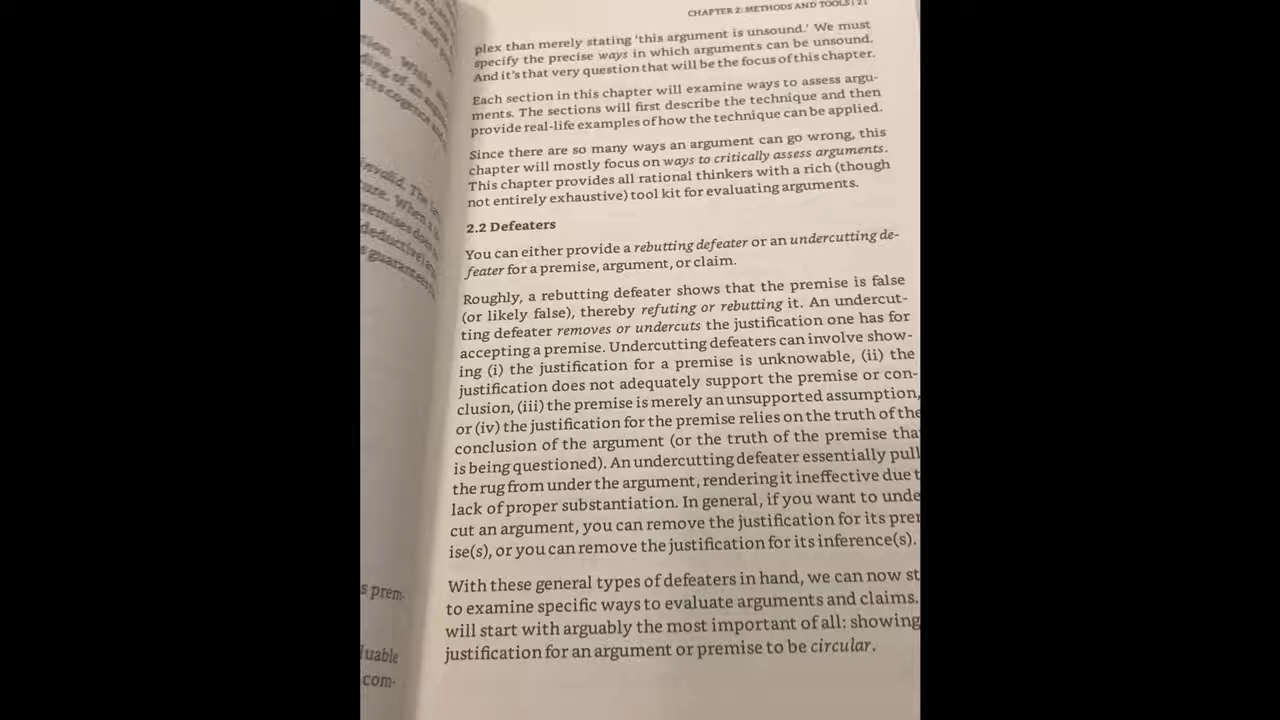 CHAPTER 2: METHODS AND TOOLS | 21
plex than merely stating 'this argument is unsound.' We must
specify the precise ways in which arguments can be unsound.
And it's that very question that will be the focus of this chapter.
Each section in this chapter will examine ways to assess argu-
ments. The sections will first describe the technique and then
provide real-life examples of how the technique can be applied.
Since there are so many ways an argument can go wrong, this
chapter will mostly focus on ways to critically assess arguments.
This chapter provides all rational thinkers with a rich (though
not entirely exhaustive) tool kit for evaluating arguments.
2.2 Defeaters
You can either provide a rebutting defeater or an undercutting de-
feater for a premise, argument, or claim.
Roughly, a rebutting defeater shows that the premise is false
(or likely false), thereby refuting or rebutting it. An undercut-
ting defeater removes or undercuts the justification one has for
accepting a premise. Undercutting defeaters can involve show-
ing (i) the justification for a premise is unknowable, (ii) the
justification does not adequately support the premise or con-
clusion, (iii) the premise is merely an unsupported assumption,
or (iv) the justification for the premise relies on the truth of the
conclusion of the argument (or the truth of the premise tha
is being questioned). An undercutting defeater essentially pull
the rug from under the argument, rendering it ineffective due t
lack of proper substantiation. In general, if you want to unde
cut an argument, you can remove the justification for its prer
ise(s), or you can remove the justification for its inference(s).
With these general types of defeaters in hand, we can now st
to examine specific ways to evaluate arguments and claims.
will start with arguably the most important of all: showing
justification for an argument or premise to be circular.
s prem-
uable
com-